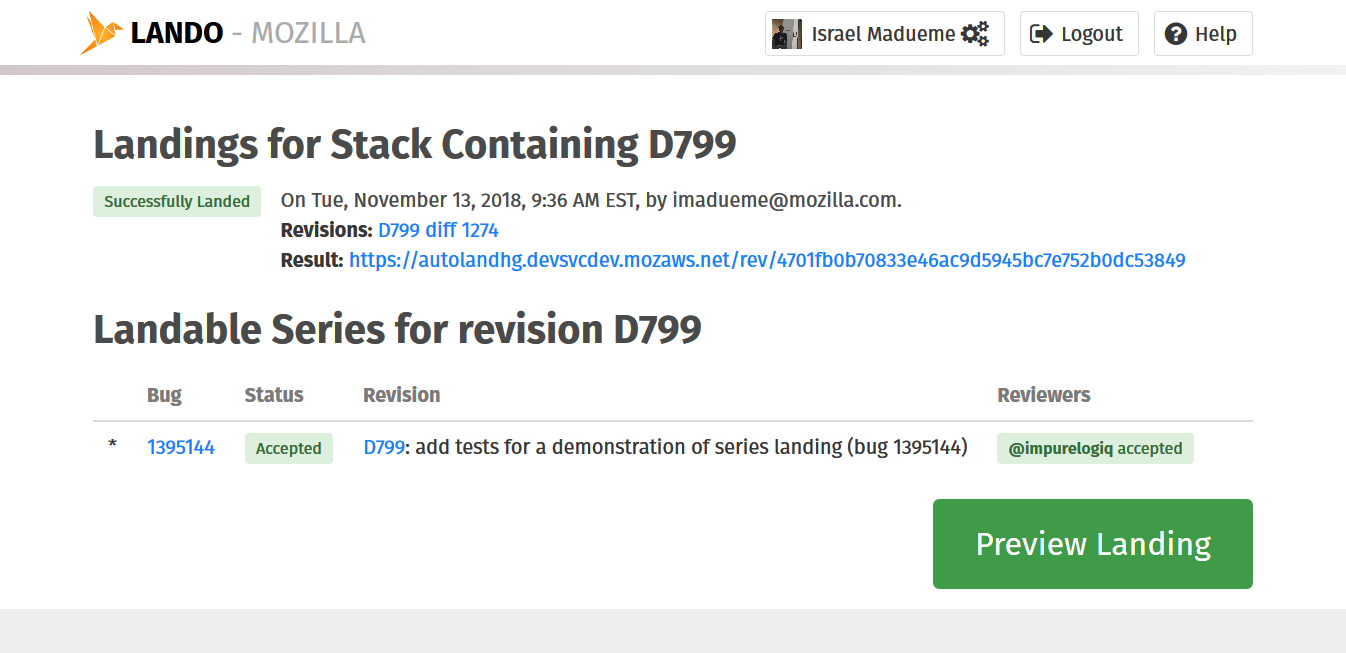 LANDO - MOZILLA
Israel Madueme
Logout
Help
Landings for Stack Containing D799
Successfully Landed
On Tue, November 13, 2018, 9:36 AM EST, by imadueme@mozilla.com.
Revisions: D799 diff 1274
Result: https://autolandhg.devsvcdev.mozaws.net/rev/4701fb0b70833e46ac9d5945bc7e752b0dc53849
Landable Series for revision D799
Bug Status Revision Reviewers
* 1395144 Accepted D799: add tests for a demonstration of series landing (bug 1395144) @impurelogiq accepted
Preview Landing